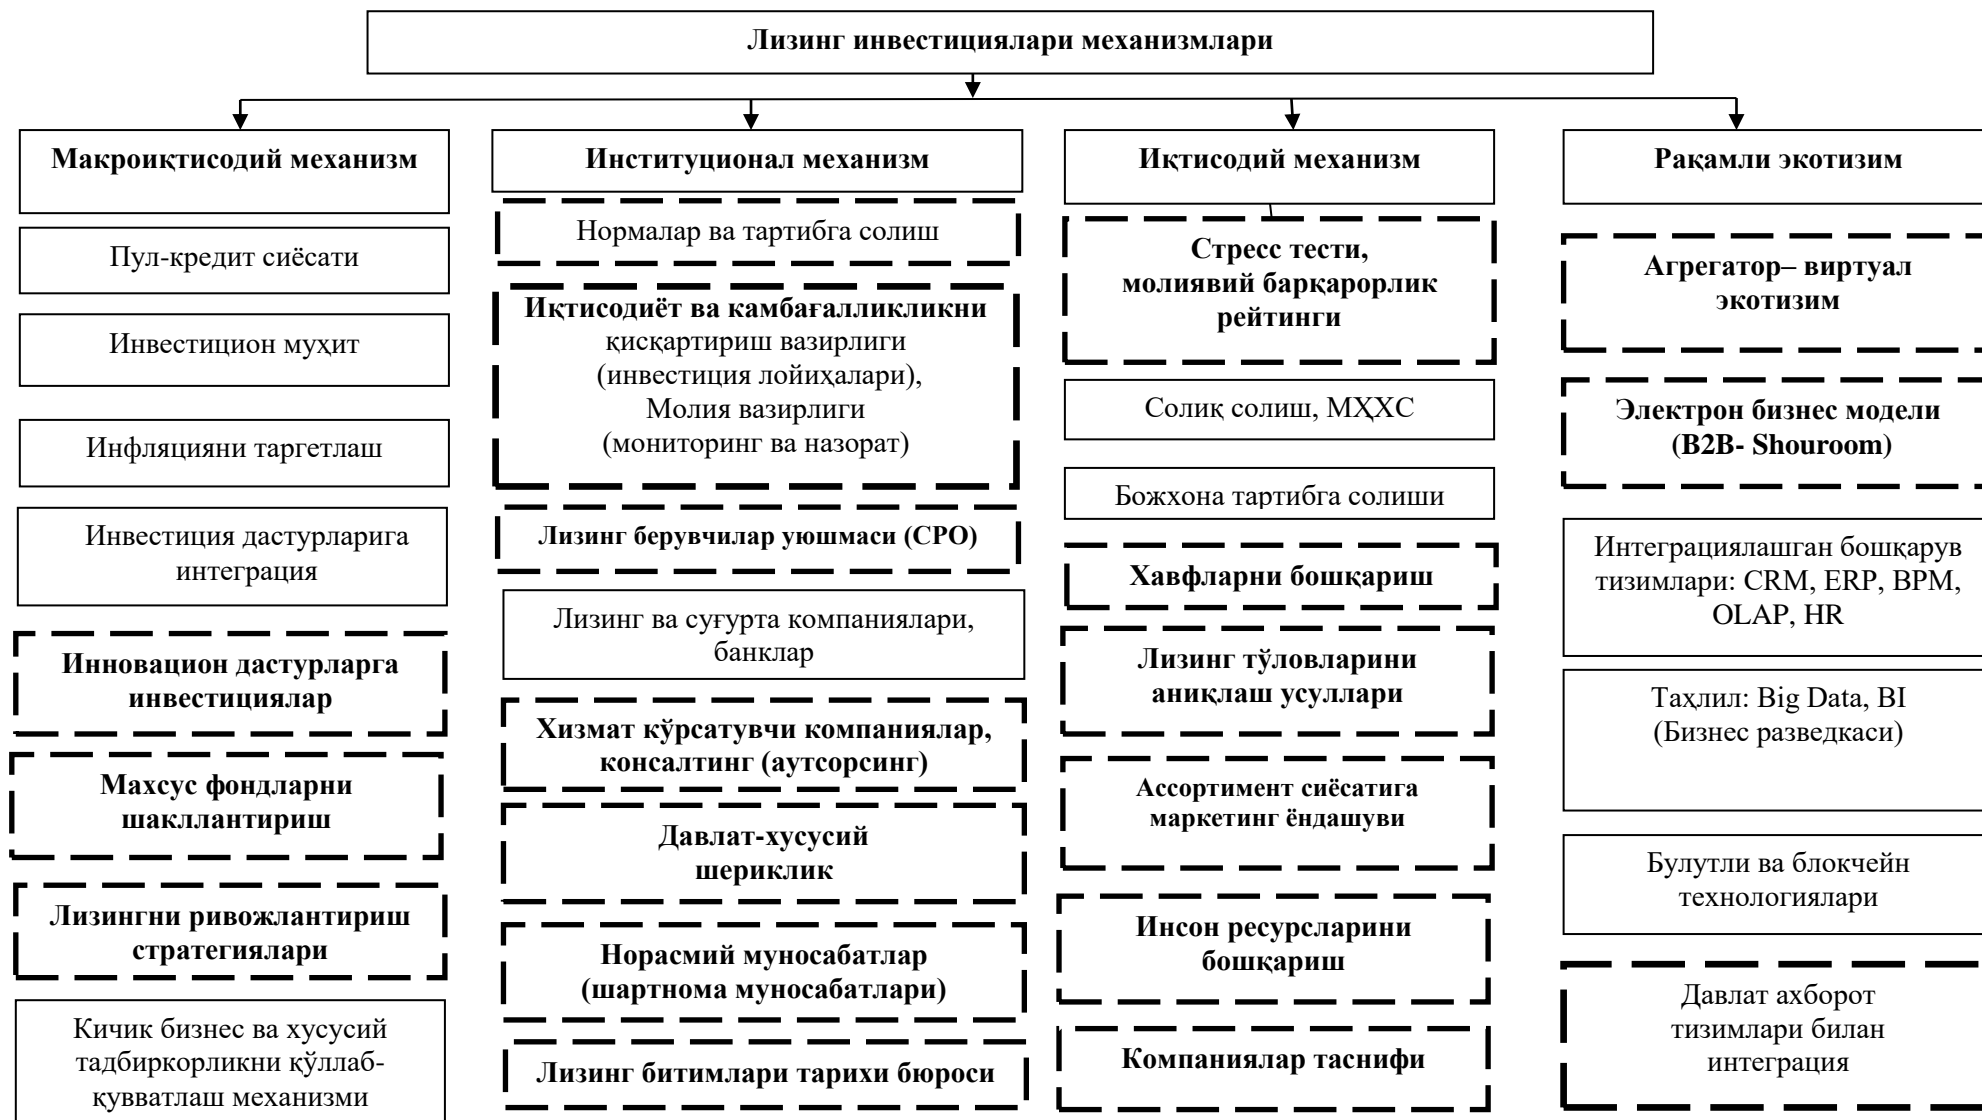 Лизинг инвестициялари механизмлари
Макроиқтисодий механизм
Пул-кредит сиёсати
Инвестицион муҳит
Инфляцияни таргетлаш
Инвестиция дастурларига
интеграция
Инновацион дастурларга
инвестициялар
Махсус фондларни
шакллантириш
Лизингни ривожлантириш
стратегиялари
Кичик бизнес ва хусусий
тадбиркорликни қўллаб-
қувватлаш механизми
Институционал механизм
Нормалар ва тартибга солиш
Иқтисодиёт ва камбағалликликни
қисқартириш вазирлиги
(инвестиция лойиҳалари),
Молия вазирлиги
(мониторинг ва назорат)
Лизинг берувчилар уюшмаси (СРО)
Лизинг ва суғурта компаниялари,
банклар
Хизмат кўрсатувчи компаниялар,
консалтинг (аутсорсинг)
Давлат-хусусий
шериклик
Норасмий муносабатлар
(шартнома муносабатлари)
Лизинг битимлари тарихи бюроси
Иқтисодий механизм
Стресс тести,
молиявий барқарорлик
рейтинги
Солиқ солиш, МҲХС
Божхона тартибга солиши
Хавфларни бошқариш
Лизинг тўловларини
аниқлаш усуллари
Ассортимент сиёсатига
маркетинг ёндашуви
Инсон ресурсларини
бошқариш
Компаниялар таснифи
Рақамли экотизим
Агрегатор– виртуал
экотизим
Электрон бизнес модели
(B2B- Shouroom)
Интеграциялашган бошқарув
тизимлари: CRM, ERP, BPM,
OLAP, HR
Таҳлил: Big Data, BI
(Бизнес разведкаси)
Булутли ва блокчейн
технологиялари
Давлат ахборот
тизимлари билан
интеграция